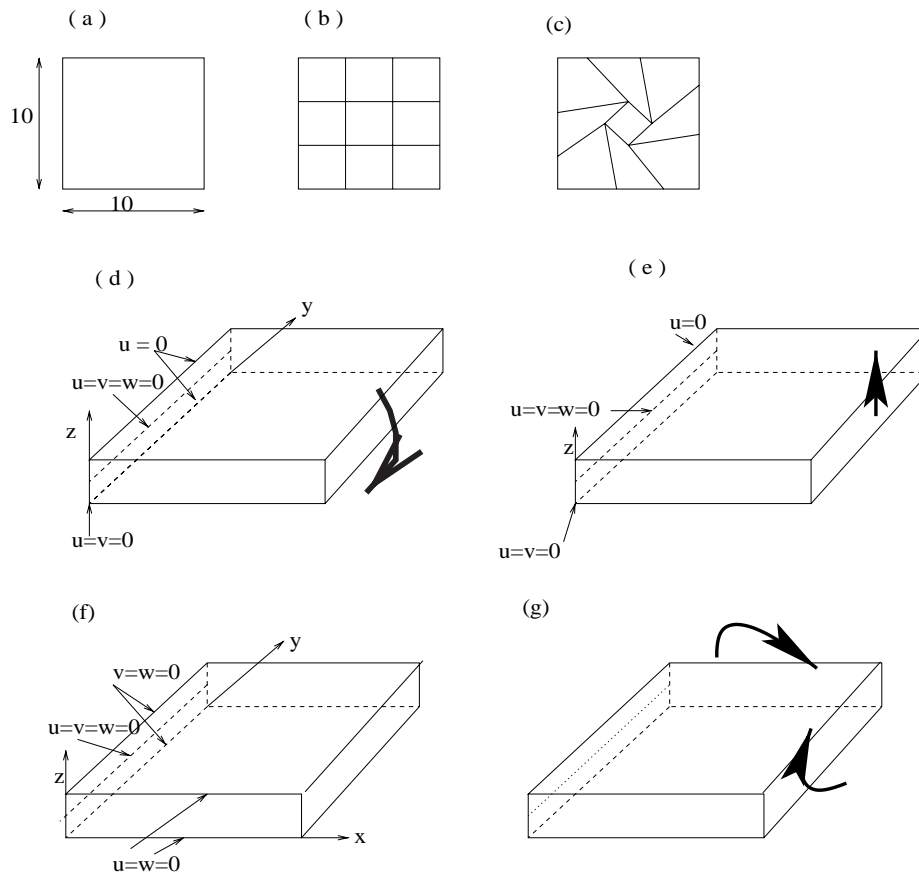 ( a )
( b )
(c)
10
10
( d )
( e )
y
u = 0
u=v=w=0
z
u=v=0
u=0
u=v=w=0
z
u=v=0
(f)
(g)
y
v=w=0
u=v=w=0
z
x
u=w=0